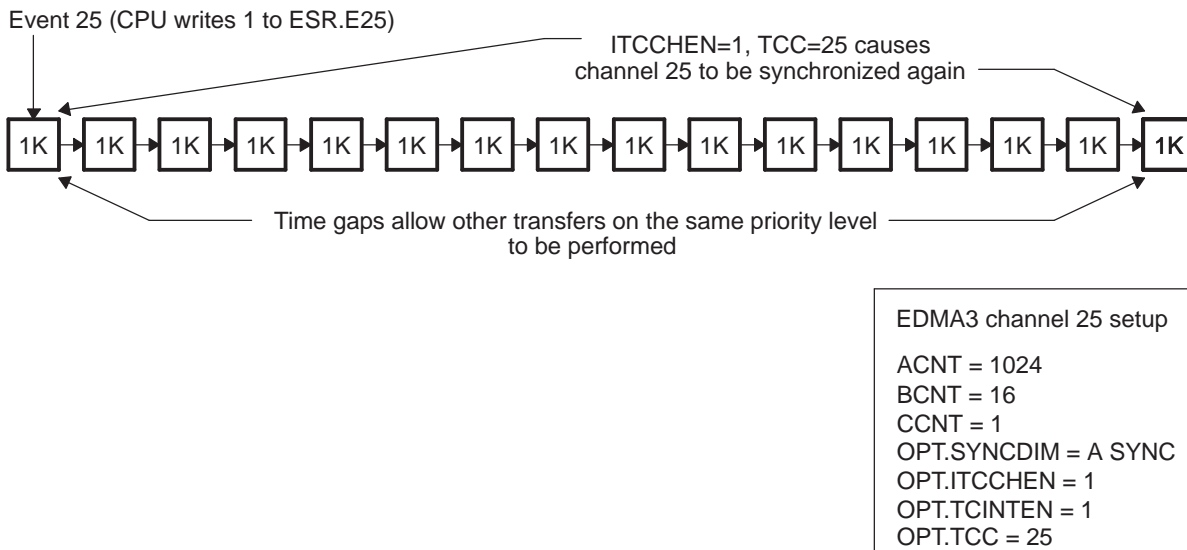 Event 25 (CPU writes 1 to ESR.E25)
ITCCHEN=1, TCC=25 causes
channel 25 to be synchronized again
1K 1K 1K 1K 1K 1K 1K 1K 1K 1K 1K 1K 1K 1K 1K 1K
Time gaps allow other transfers on the same priority level
to be performed
EDMA3 channel 25 setup
ACNT = 1024
BCNT = 16
CCNT = 1
OPT.SYNCDIM = A SYNC
OPT.ITCCHEN = 1
OPT.TCINTEN = 1
OPT.TCC = 25